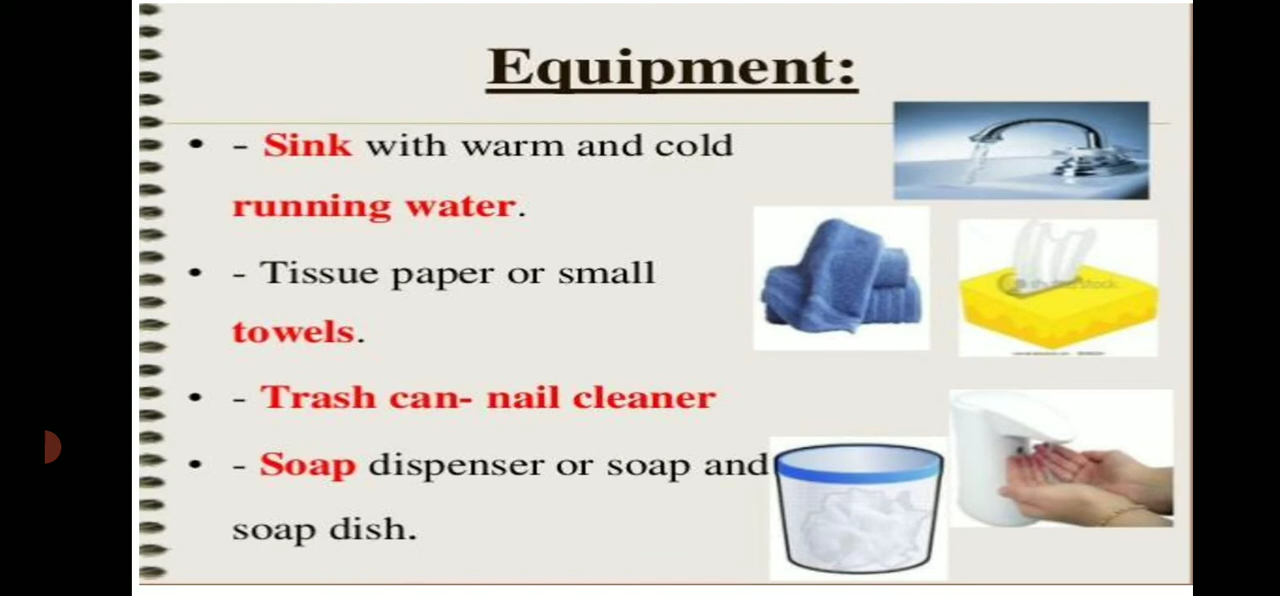 Equipment:
• - Sink with warm and cold
running water.
• - Tissue paper or small
towels.
• - Trash can- nail cleaner
• - Soap dispenser or soap and
soap dish.